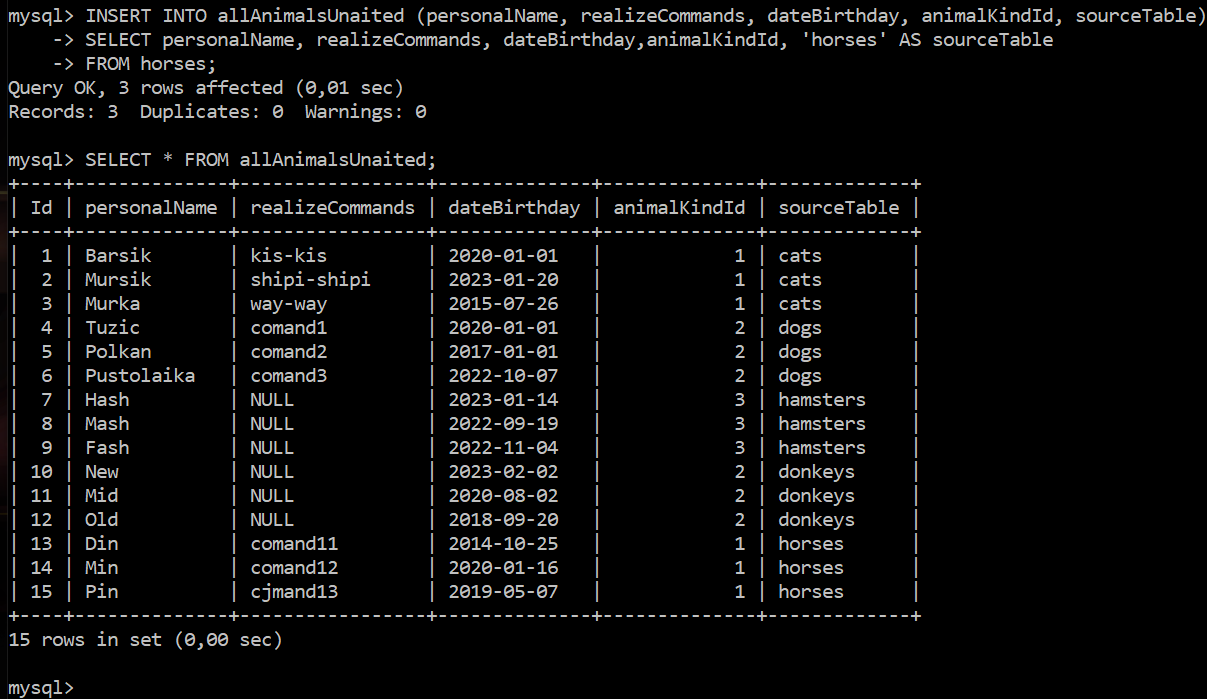 mysql> INSERT INTO allAnimalsUnaited (personalName, realizeCommands, dateBirthday, animalKindId, sourceTable)
    -> SELECT personalName, realizeCommands, dateBirthday,animalKindId, 'horses' AS sourceTable
    -> FROM horses;
Query OK, 3 rows affected (0,01 sec)
Records: 3  Duplicates: 0  Warnings: 0

mysql> SELECT * FROM allAnimalsUnaited;
+----+--------------+-----------------+--------------+--------------+-------------+
| Id | personalName | realizeCommands | dateBirthday | animalKindId | sourceTable |
+----+--------------+-----------------+--------------+--------------+-------------+
|  1 | Barsik       | kis-kis         | 2020-01-01   |            1 | cats        |
|  2 | Mursik       | shipi-shipi     | 2023-01-20   |            1 | cats        |
|  3 | Murka        | way-way         | 2015-07-26   |            1 | cats        |
|  4 | Tuzic        | comand1         | 2020-01-01   |            2 | dogs        |
|  5 | Polkan       | comand2         | 2017-01-01   |            2 | dogs        |
|  6 | Pustolaika   | comand3         | 2022-10-07   |            2 | dogs        |
|  7 | Hash         | NULL            | 2023-01-14   |            3 | hamsters    |
|  8 | Mash         | NULL            | 2022-09-19   |            3 | hamsters    |
|  9 | Fash         | NULL            | 2022-11-04   |            3 | hamsters    |
| 10 | New          | NULL            | 2023-02-02   |            2 | donkeys     |
| 11 | Mid          | NULL            | 2020-08-02   |            2 | donkeys     |
| 12 | Old          | NULL            | 2018-09-20   |            2 | donkeys     |
| 13 | Din          | comand11        | 2014-10-25   |            1 | horses      |
| 14 | Min          | comand12        | 2020-01-16   |            1 | horses      |
| 15 | Pin          | cjmand13        | 2019-05-07   |            1 | horses      |
+----+--------------+-----------------+--------------+--------------+-------------+
15 rows in set (0,00 sec)

mysql>